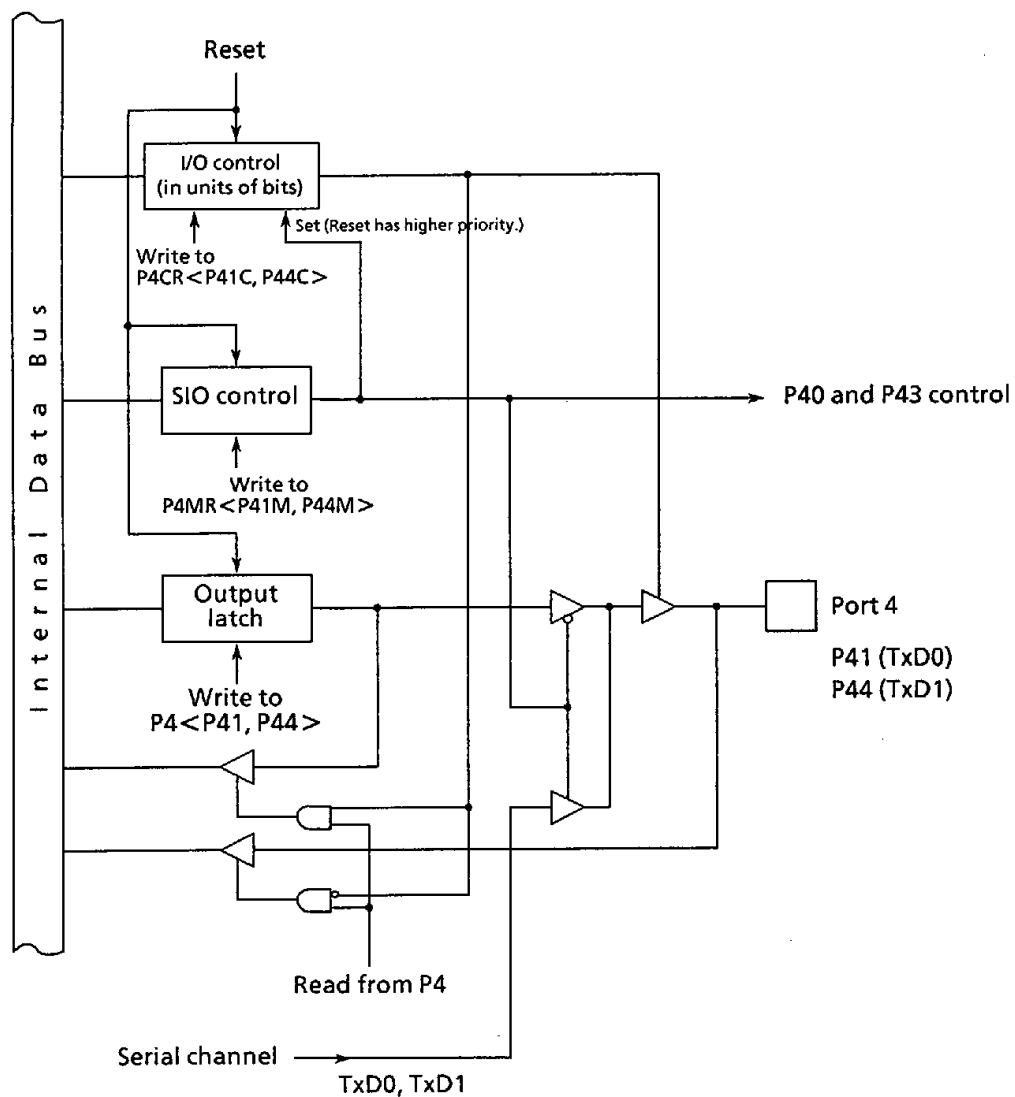 Reset
I/O control
(in units of bits)
Set (Reset has higher priority.)
Write to
P4CR<P41C, P44C>
Internal Data Bus
SIO control
P40 and P43 control
Write to
P4MR<P41M, P44M>
Output
latch
Port 4
P41 (TxD0)
P44 (TxD1)
Write to
P4<P41, P44>
Read from P4
Serial channel
TxD0, TxD1